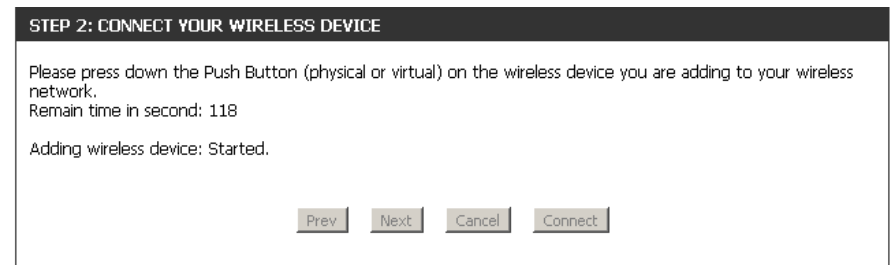 STEP 2: CONNECT YOUR WIRELESS DEVICE
Please press down the Push Button (physical or virtual) on the wireless device you are adding to your wireless
network.
Remain time in second: 118
Adding wireless device: Started.
Prev Next Cancel Connect